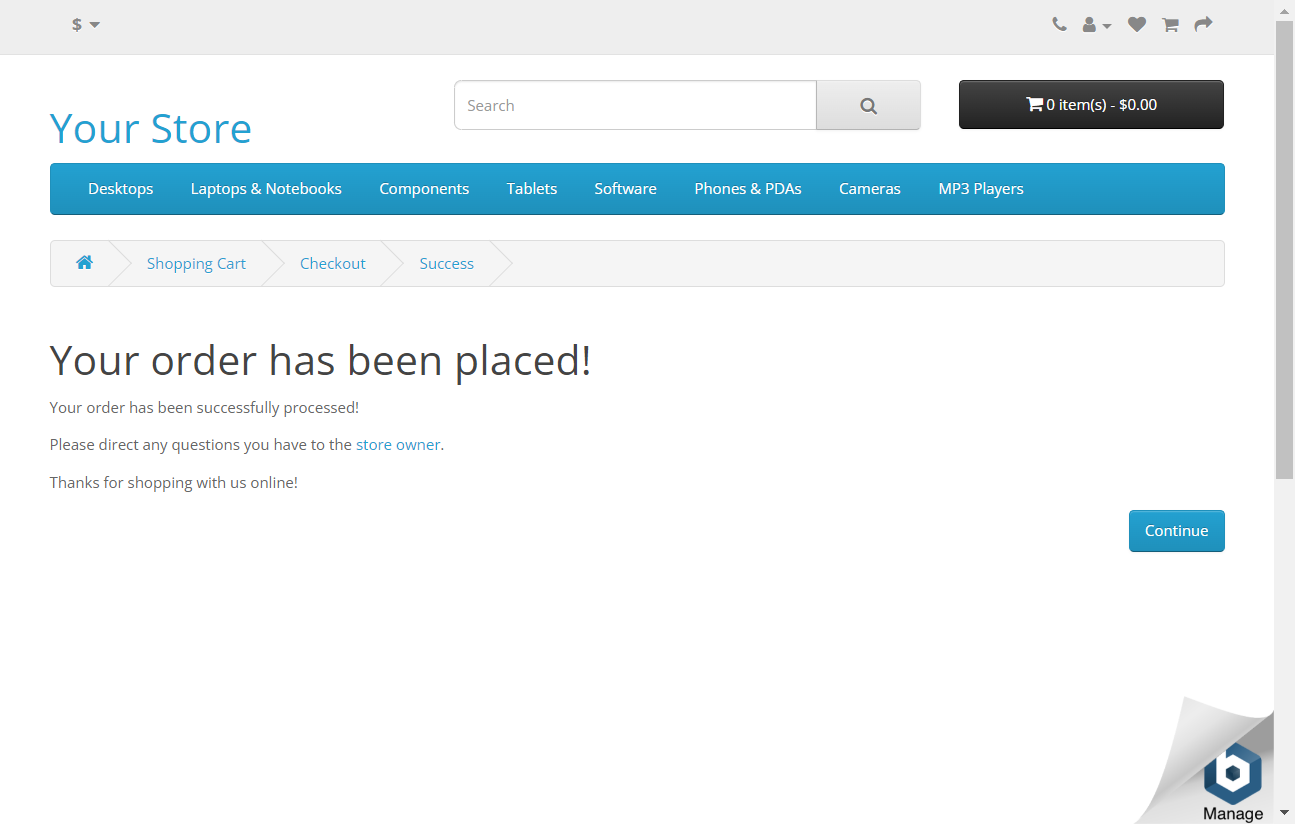 $
Your Store
Search
0 item(s) - $0.00
Desktops Laptops & Notebooks Components Tablets Software Phones & PDAs Cameras MP3 Players
Shopping Cart Checkout Success
Your order has been placed!
Your order has been successfully processed!
Please direct any questions you have to the store owner.
Thanks for shopping with us online!
Continue
Manage